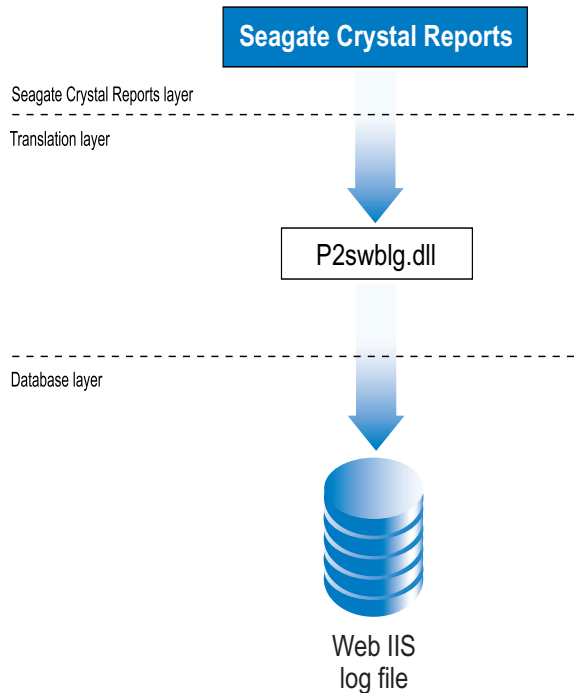 Seagate Crystal Reports
Seagate Crystal Reports layer
Translation layer
P2swblg.dll
Database layer
Web IIS
log file